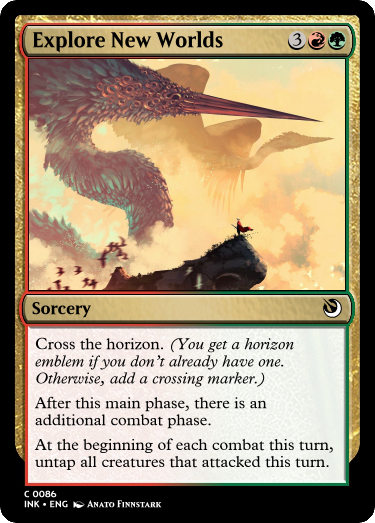 Explore New Worlds 3
Sorcery
Cross the horizon. (You get a horizon
emblem if you don't already have one.
Otherwise, add a crossing marker.)
After this main phase, there is an
additional combat phase.
At the beginning of each combat this turn,
untap all creatures that attacked this turn.
C 0086
INK • ENG Anato Finnstark